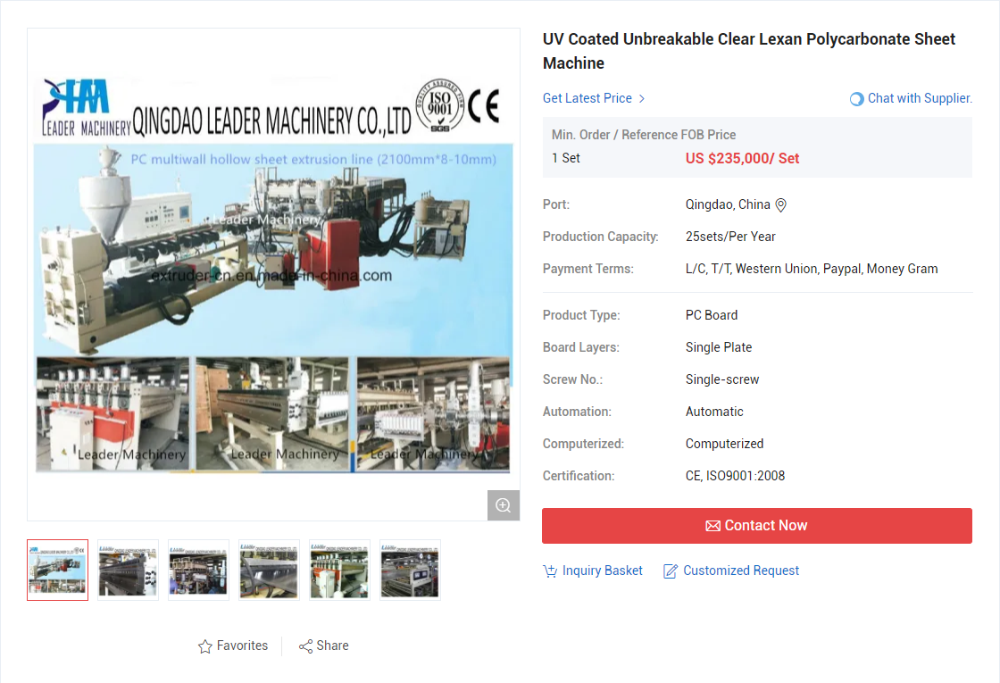 UV Coated Unbreakable Clear Lexan Polycarbonate Sheet
Machine
Get Latest Price
Chat with Supplier.
Min. Order / Reference FOB Price
1 Set
US $235,000/ Set
Port:
Qingdao, China
Production Capacity:
25sets/Per Year
Payment Terms:
L/C, T/T, Western Union, Paypal, Money Gram
Product Type:
PC Board
Board Layers:
Single Plate
Screw No.:
Single-screw
Automation:
Automatic
Computerized:
Computerized
Certification:
CE, ISO9001:2008
Contact Now
Inquiry Basket
Customized Request
LEADER MACHINERY
QINGDAO LEADER MACHINERY CO.,LTD
QUALITY ASSURED FIRM
ISO
9001
SGS
CE
PC multiwall hollow sheet extrusion line (2100mm*8-10mm)
Leader Machinery
extruder-cn.en.made-in-china.com
Leader Machinery
Leader Machinery
Leader Machinery
Favorites
Share